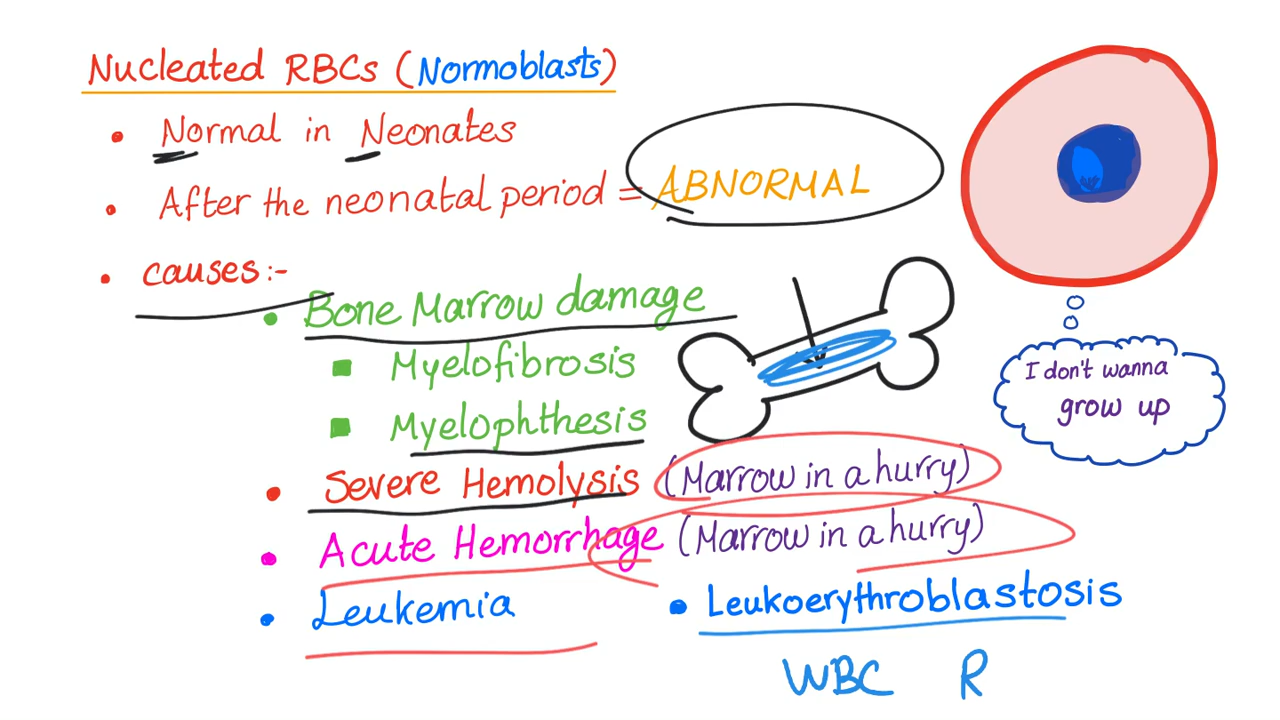 Nucleated RBCs (Normoblasts)
• Normal in Neonates
• After the neonatal period = ABNORMAL
• causes:-
• Bone Marrow damage
■ Myelofibrosis
■ Myelophthesis
• Severe Hemolysis (Marrow in a hurry)
• Acute Hemorrhage (Marrow in a hurry)
• Leukemia
• Leukoerythroblastosis
WBC R
I don't wanna
grow up